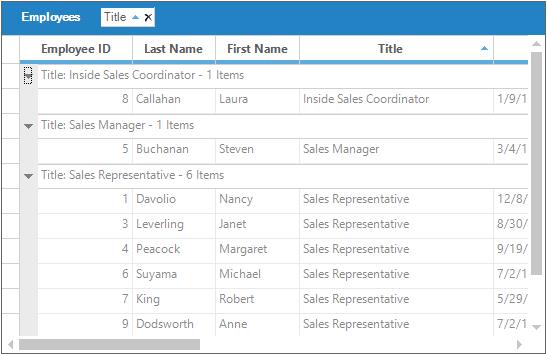 Employees Title
Employee ID Last Name First Name Title
Title: Inside Sales Coordinator - 1 Items
8 Callahan Laura Inside Sales Coordinator 1/9/1
Title: Sales Manager - 1 Items
5 Buchanan Steven Sales Manager 3/4/1
Title: Sales Representative - 6 Items
1 Davolio Nancy Sales Representative 12/8/
3 Leverling Janet Sales Representative 8/30/
4 Peacock Margaret Sales Representative 9/19/
6 Suyama Michael Sales Representative 7/2/1
7 King Robert Sales Representative 5/29/
9 Dodsworth Anne Sales Representative 7/2/1